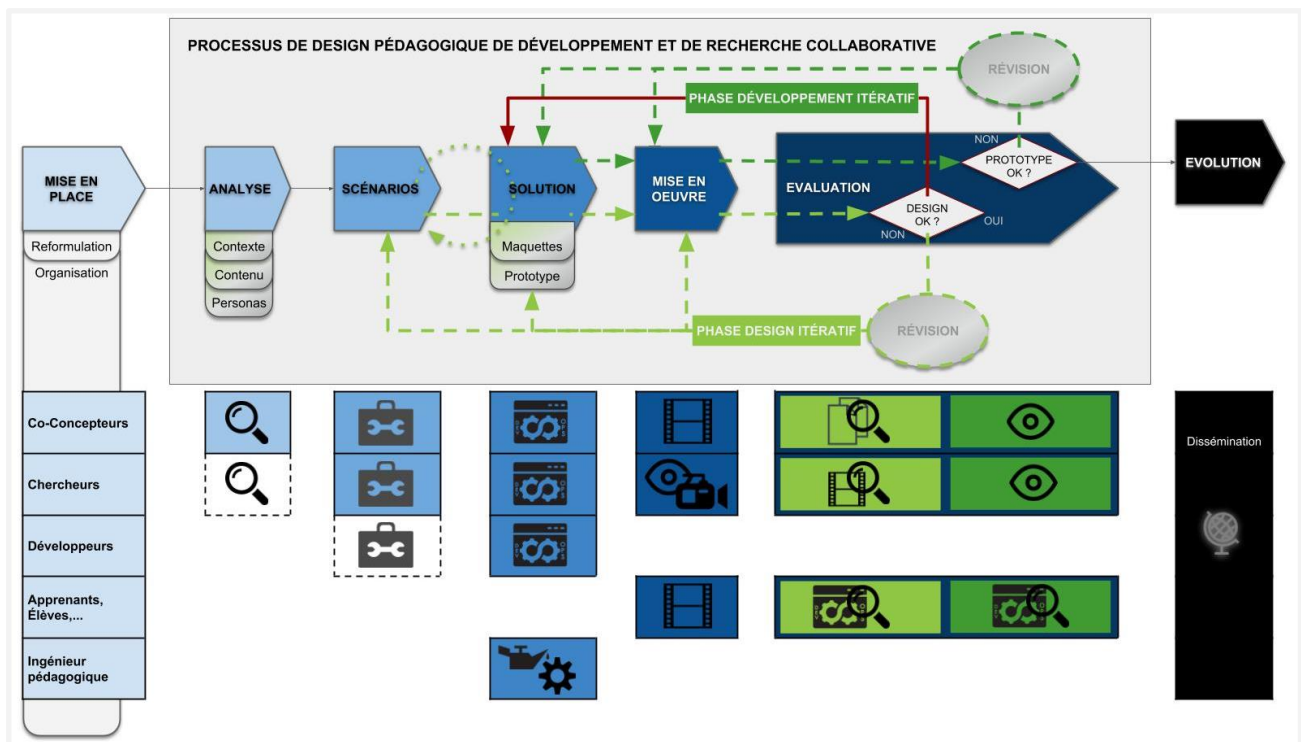 PROCESSUS DE DESIGN PÉDAGOGIQUE DE DÉVELOPPEMENT ET DE RECHERCHE COLLABORATIVE
RÉVISION
PHASE DÉVELOPPEMENT ITÉRATIF
NON
PROTOTYPE
OK ?
MISE EN
PLACE
ANALYSE
SCÉNARIOS
SOLUTION
MISE EN
OEUVRE
EVALUATION
DESIGN
OK ?
OUI
NON
EVOLUTION
Reformulation
Organisation
Contexte
Contenu
Personas
Maquettes
Prototype
PHASE DESIGN ITÉRATIF
RÉVISION
Co-Concepteurs
Chercheurs
Développeurs
Apprenants,
Élèves,...
Ingénieur
pédagogique
Dissémination